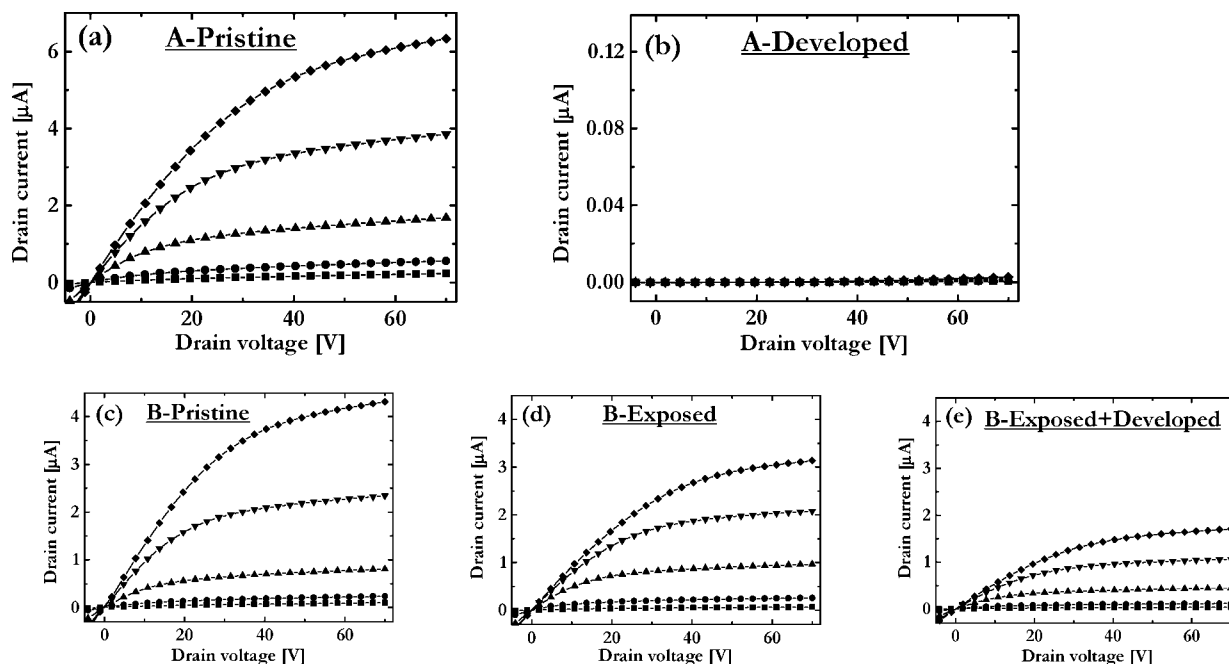 (a) A-Pristine
Drain current [μA]
6
4
2
0
0 20 40 60
Drain voltage [V]
(b) A-Developed
Drain current [μA]
0.12
0.08
0.04
0.00
0 20 40 60
Drain voltage [V]
(c) B-Pristine
Drain current [μA]
4
3
2
1
0
0 20 40 60
Drain voltage [V]
(d) B-Exposed
Drain current [μA]
4
3
2
1
0
0 20 40 60
Drain voltage [V]
(e) B-Exposed+Developed
Drain current [μA]
4
3
2
1
0
0 20 40 60
Drain voltage [V]